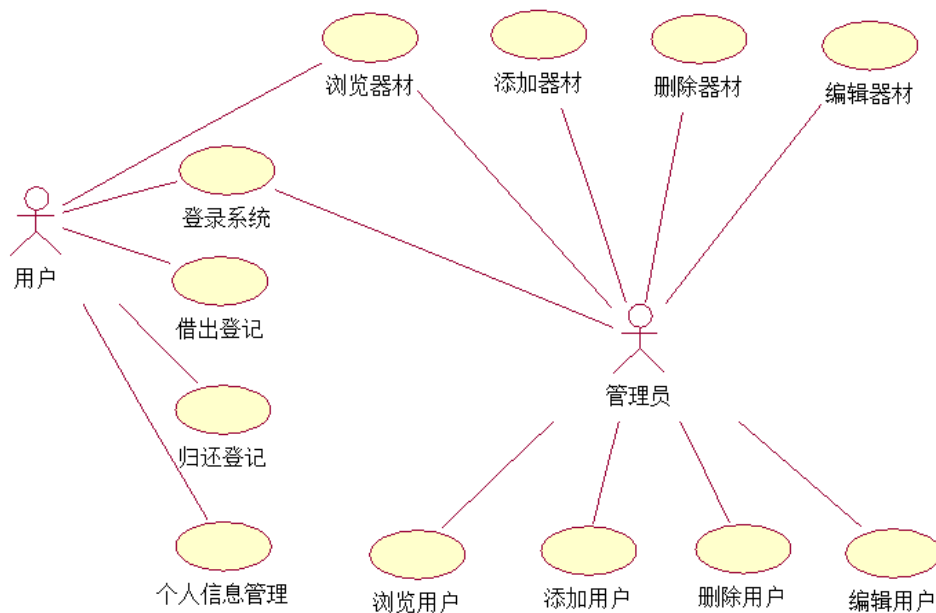 浏览器材
添加器材
删除器材
编辑器材
登录系统
用户
借出登记
管理员
归还登记
个人信息管理
浏览用户
添加用户
删除用户
编辑用户